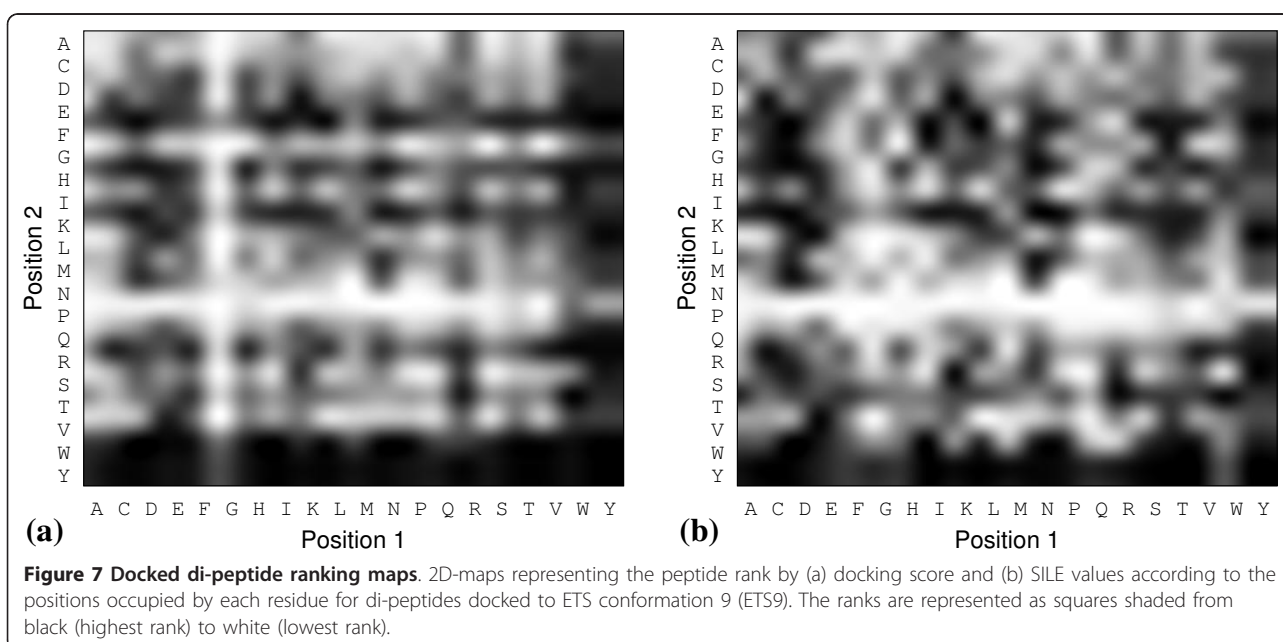 A
C
D
E
F
G
H
I
K
L
M
N
P
Q
R
S
T
V
W
Y
Position 2
A C D E F G H I K L M N P Q R S T V W Y
(a)
Position 1
A
C
D
E
F
G
H
I
K
L
M
N
P
Q
R
S
T
V
W
Y
Position 2
A C D E F G H I K L M N P Q R S T V W Y
(b)
Position 1
Figure 7 Docked di-peptide ranking maps. 2D-maps representing the peptide rank by (a) docking score and (b) SILE values according to the
positions occupied by each residue for di-peptides docked to ETS conformation 9 (ETS9). The ranks are represented as squares shaded from
black (highest rank) to white (lowest rank).